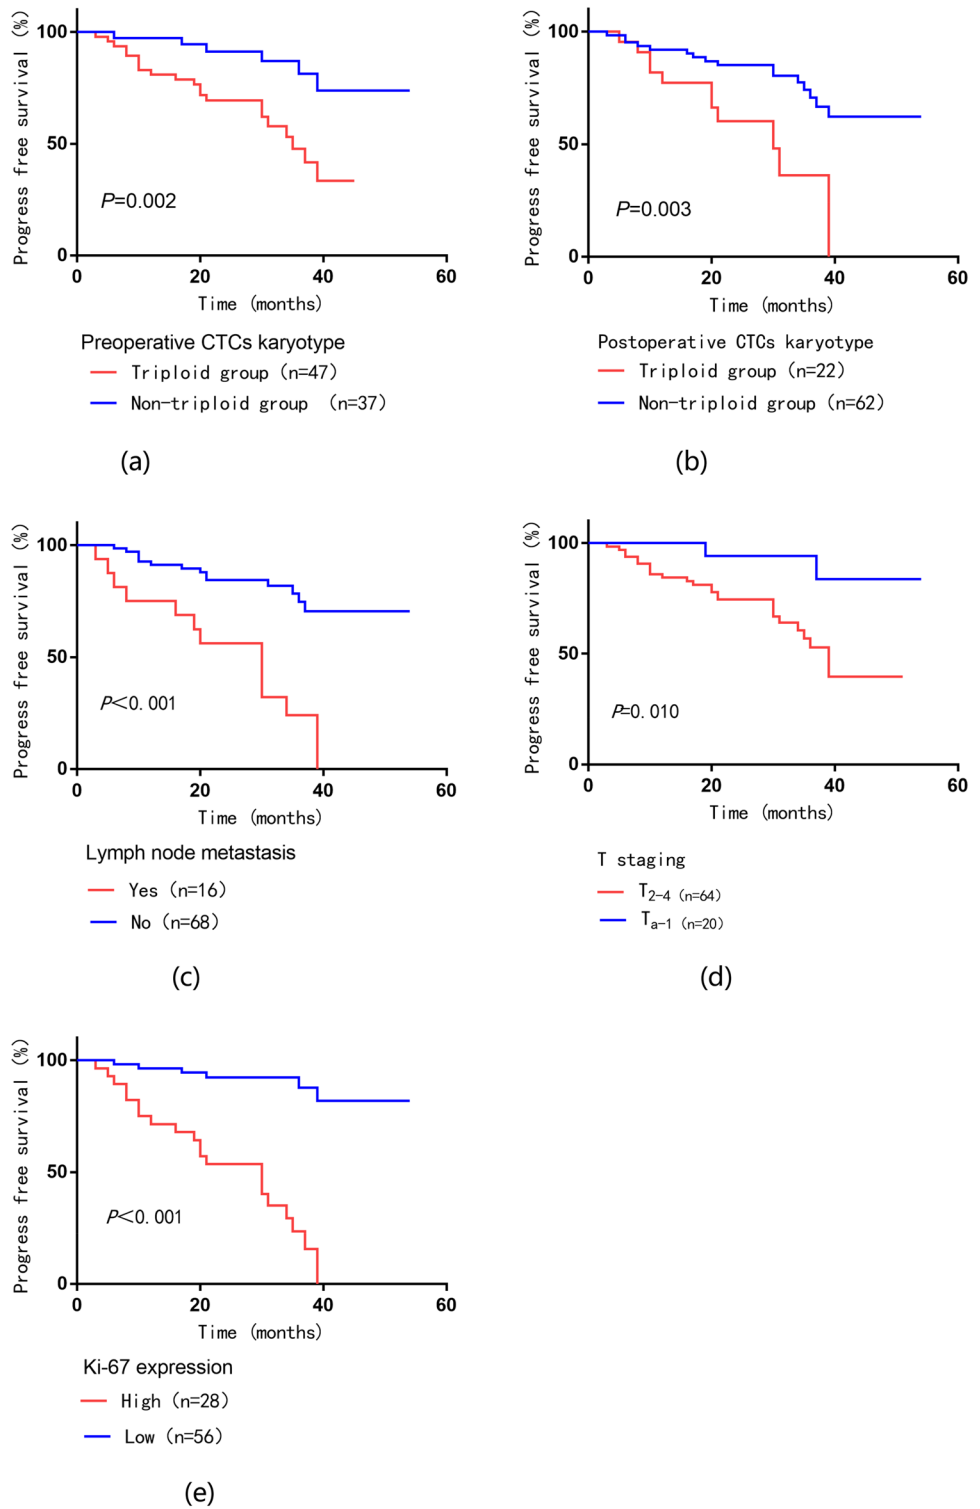 Progress free survival (%)
100
50
0
P=0.002
0 20 40 60
Time (months)
Preoperative CTCs karyotype
Triploid group (n=47)
Non-triploid group (n=37)
(a)
Progress free survival (%)
100
50
0
P=0.003
0 20 40 60
Time (months)
Postoperative CTCs karyotype
Triploid group (n=22)
Non-triploid group (n=62)
(b)
Progress free survival (%)
100
50
0
P<0.001
0 20 40 60
Time (months)
Lymph node metastasis
Yes (n=16)
No (n=68)
(c)
Progress free survival (%)
100
50
0
P=0.010
0 20 40 60
Time (months)
T staging
T2-4 (n=64)
Ta-1 (n=20)
(d)
Progress free survival (%)
100
50
0
P<0.001
0 20 40 60
Time (months)
Ki-67 expression
High (n=28)
Low (n=56)
(e)